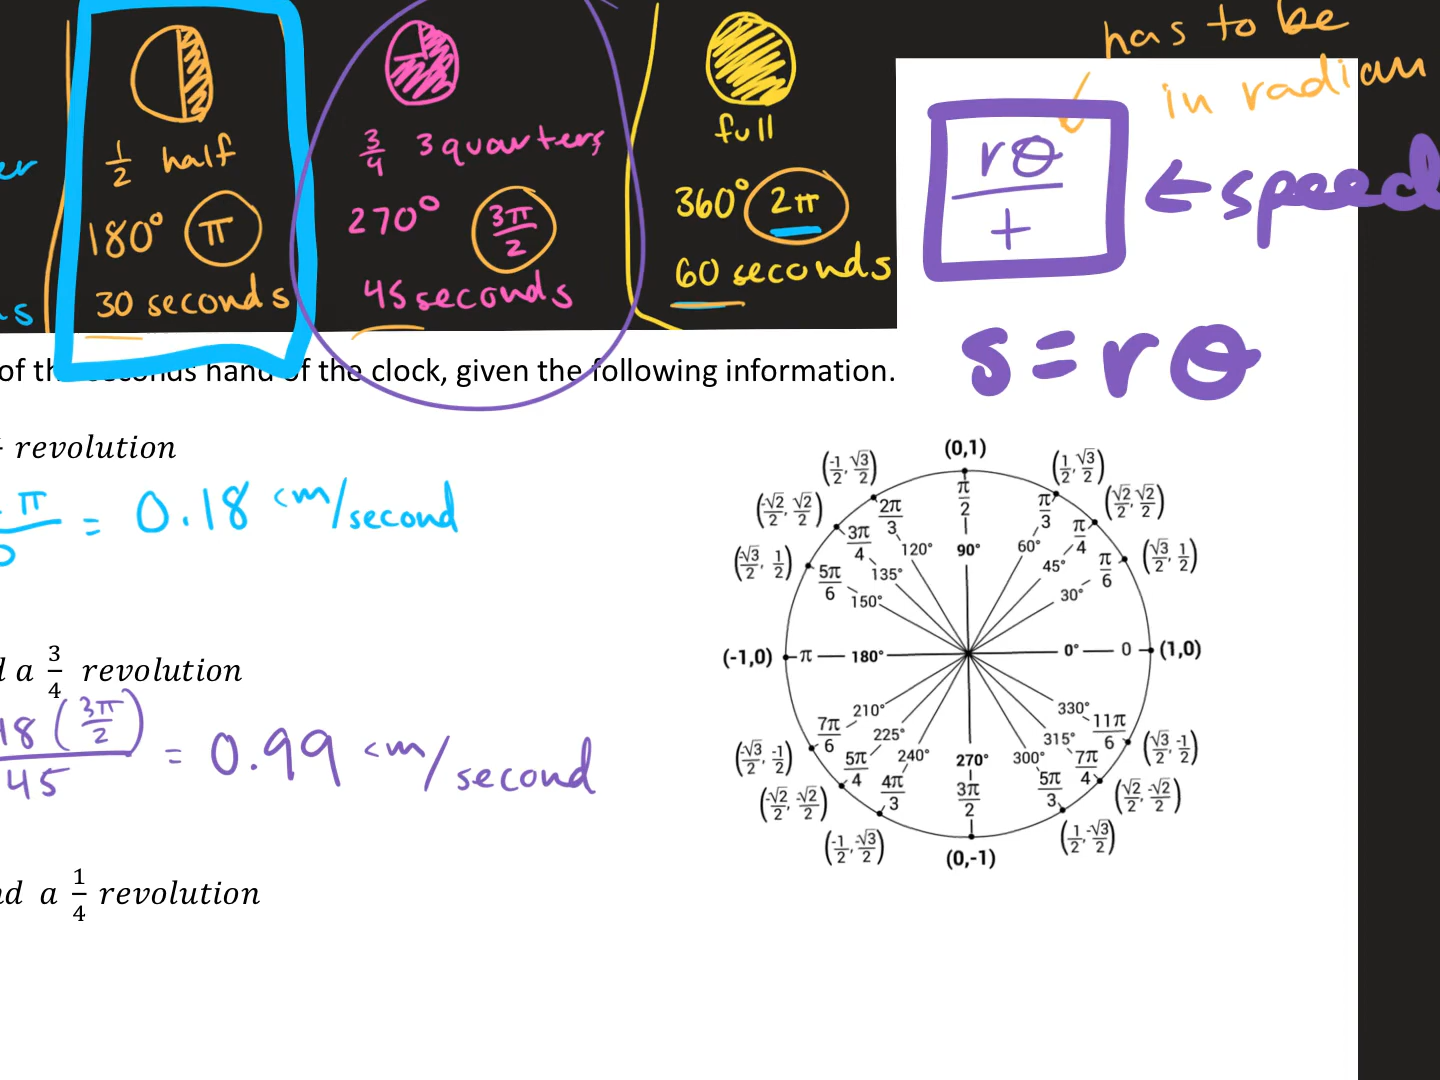 has to be
in radian
1/2 half
180° π
30 seconds
3/4 3 quarters
270° 3π/2
45 seconds
full
360° 2π
60 seconds
rθ/t ← speed
s = rθ
of the seconds hand of the clock, given the following information.
revolution
π = 0.18 cm/second
a 3/4 revolution
18 (3π/2)/45 = 0.99 cm/second
a 1/4 revolution
(0,1)
(-1/2, √3/2) (1/2, √3/2)
(-√2/2, √2/2) 2π/3 π/2 π/3 (√2/2, √2/2)
(-√3/2, 1/2) 3π/4 120° 90° 60° π/4 (√3/2, 1/2)
5π/6 135° 45° π/6
150° 30°
(-1,0) π 180° 0° 0 (1,0)
210° 330°
7π/6 225° 315° 11π/6
(-√3/2, -1/2) 5π/4 240° 270° 300° 7π/4 (√3/2, -1/2)
(-√2/2, -√2/2) 4π/3 3π/2 5π/3 (√2/2, -√2/2)
(-1/2, -√3/2) (1/2, -√3/2)
(0,-1)